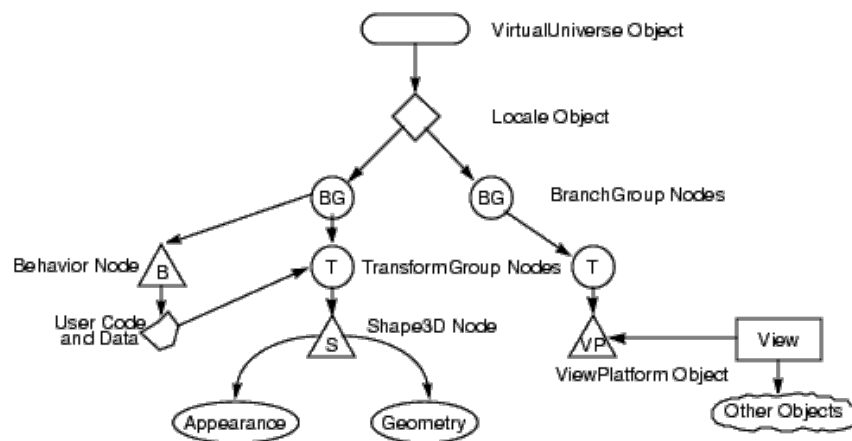 VirtualUniverse Object
Locale Object
BG
BG
BranchGroup Nodes
Behavior Node
B
T
TransformGroup Nodes
T
User Code
and Data
S
Shape3D Node
VP
View
ViewPlatform Object
Appearance
Geometry
Other Objects